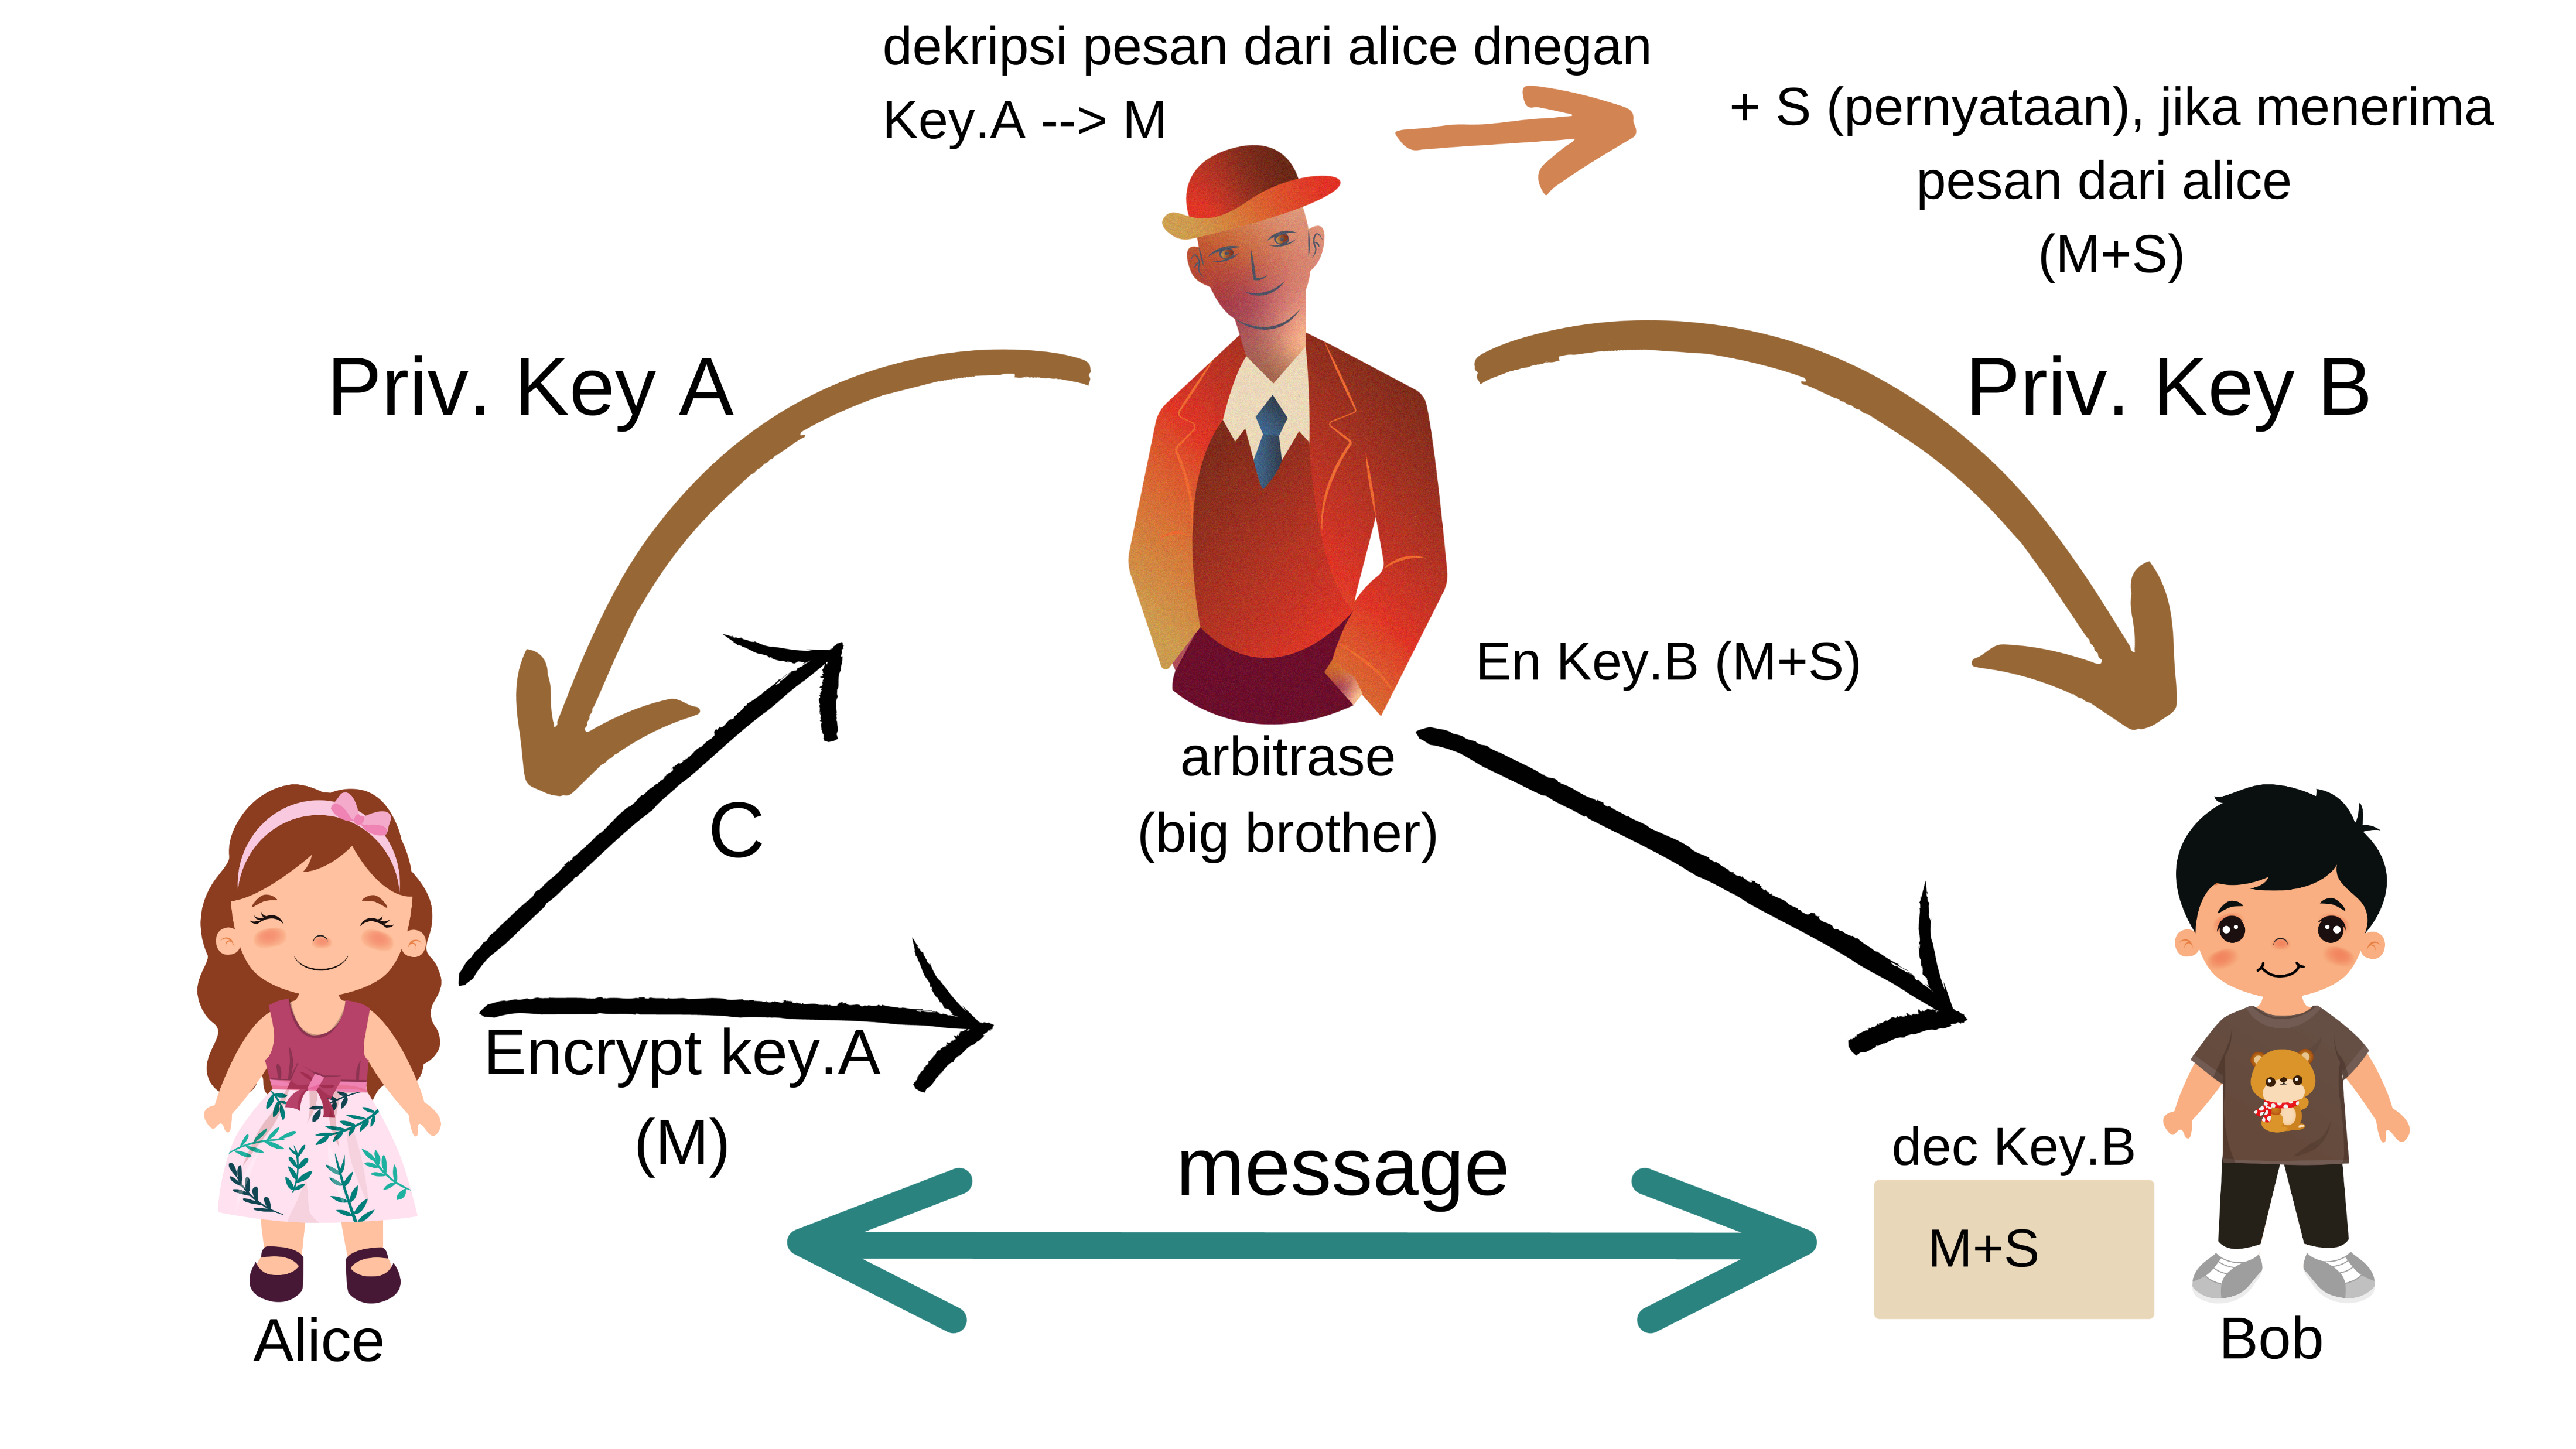 dekripsi pesan dari alice dnegan
Key.A --> M
+ S (pernyataan), jika menerima
pesan dari alice
(M+S)
Priv. Key A
Priv. Key B
En Key.B (M+S)
arbitrase
(big brother)
C
Encrypt key.A
(M)
message
dec Key.B
M+S
Alice
Bob